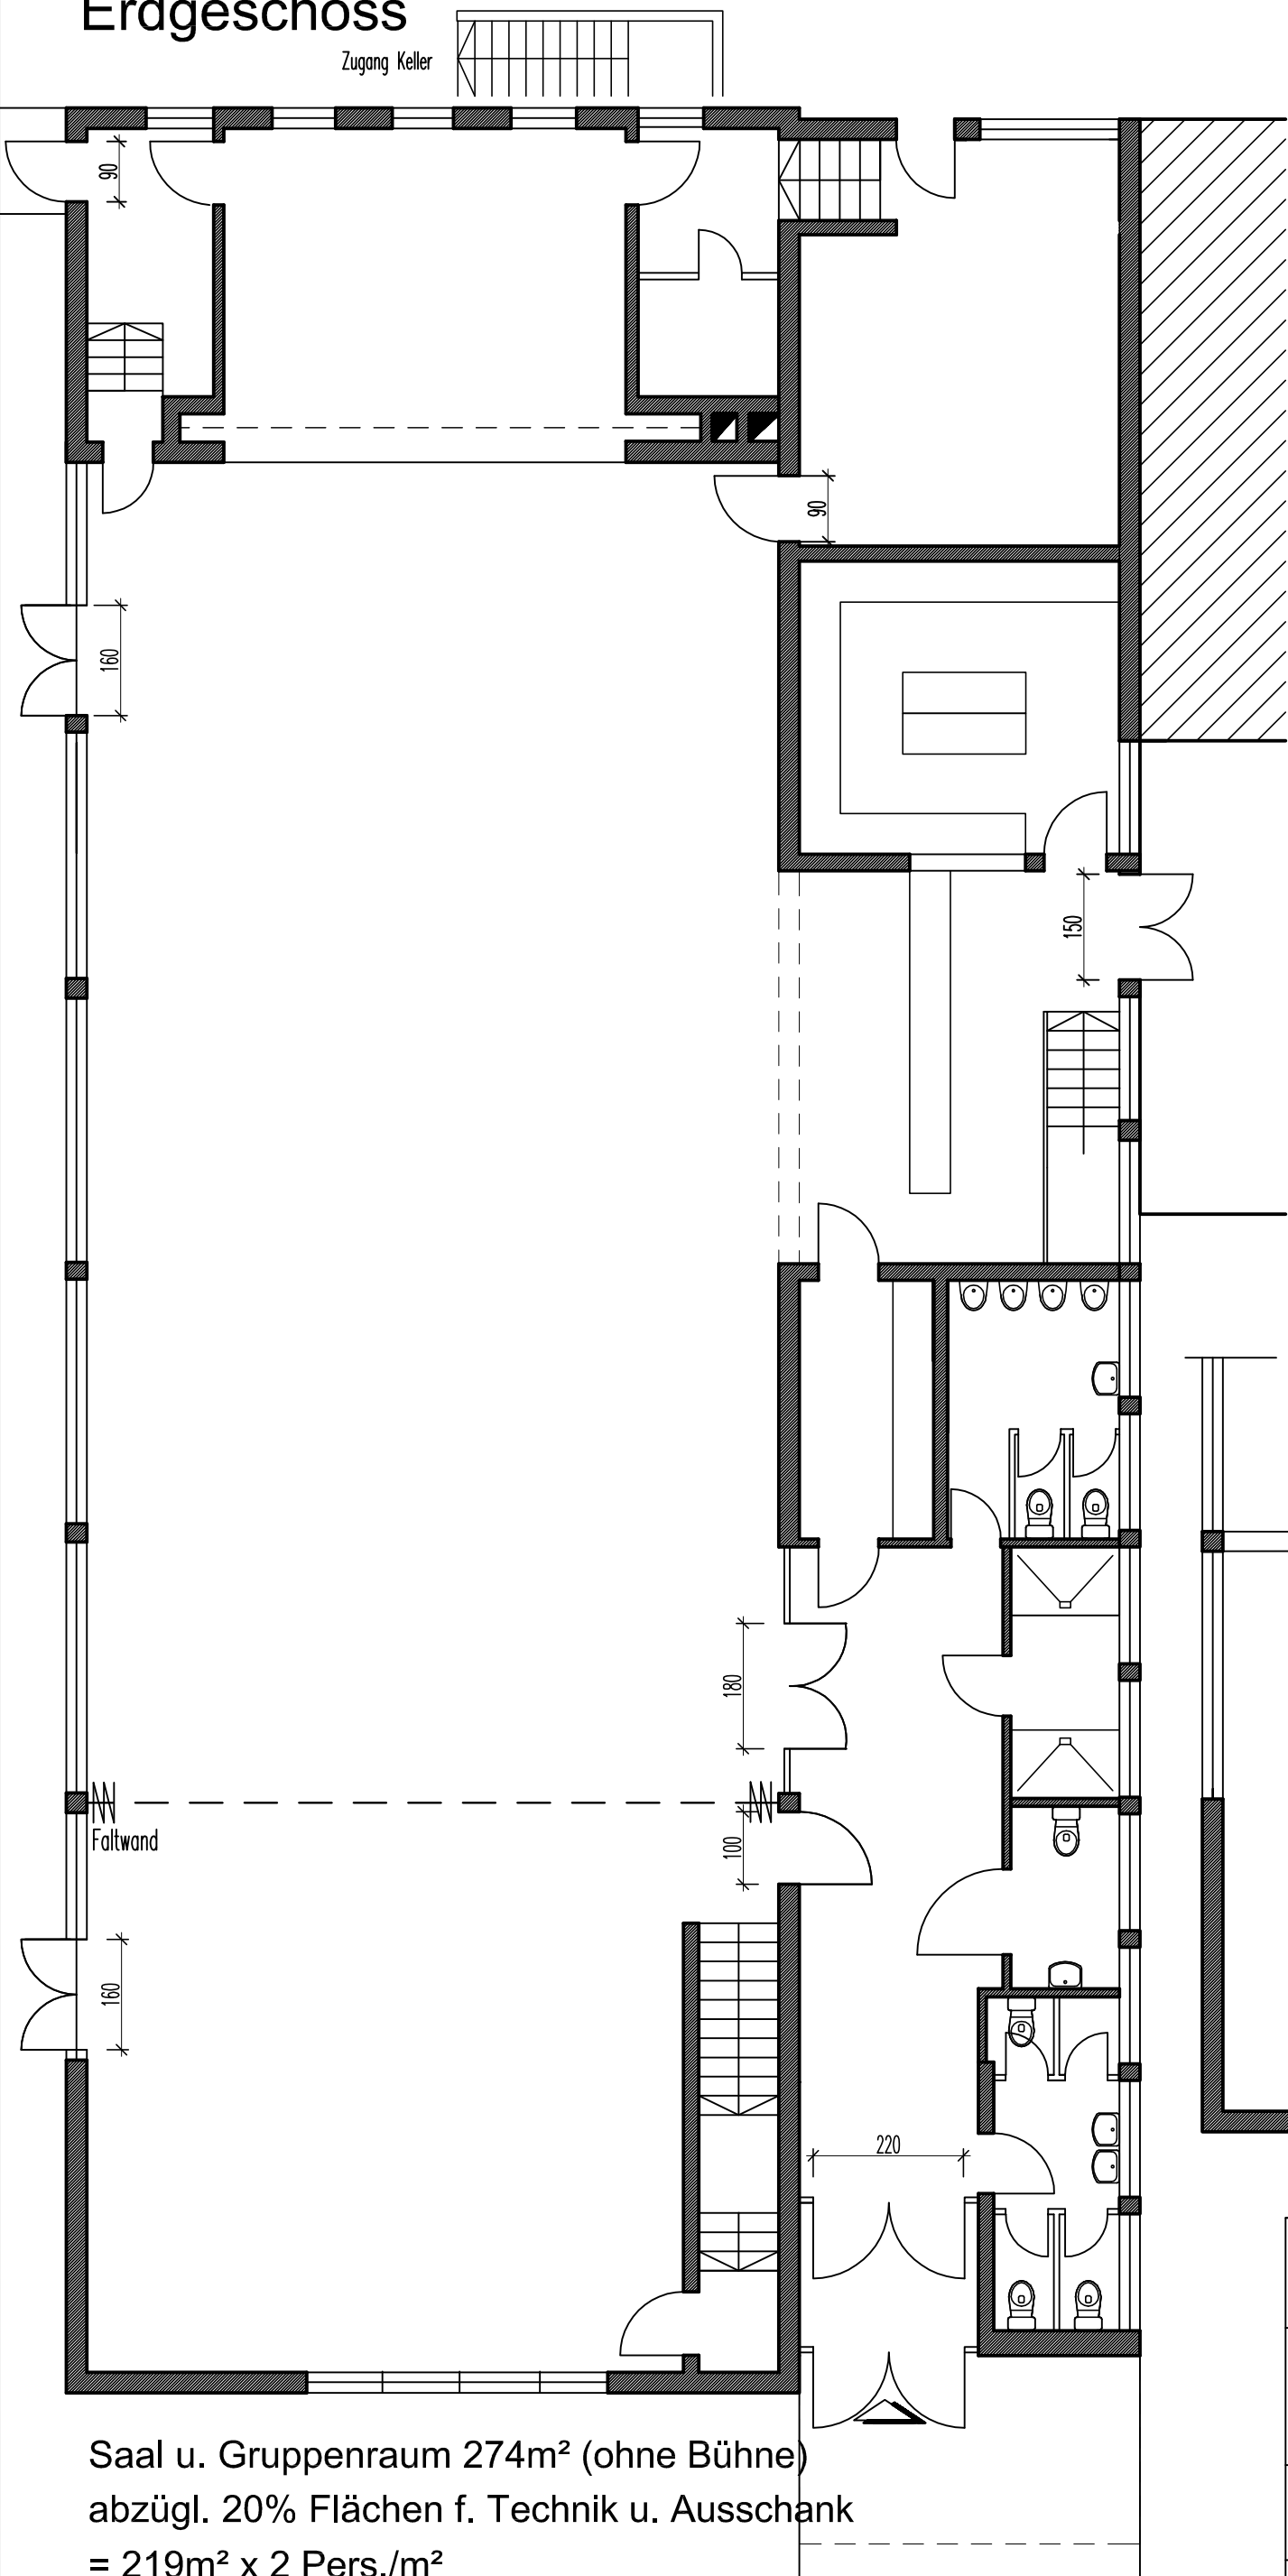 Erdgeschoss
Zugang Keller
90
90
160
150
180
Faltwand
100
160
220
Saal u. Gruppenraum 274m² (ohne Bühne)
abzügl. 20% Flächen f. Technik u. Ausschank
= 219m² x 2 Pers./m²